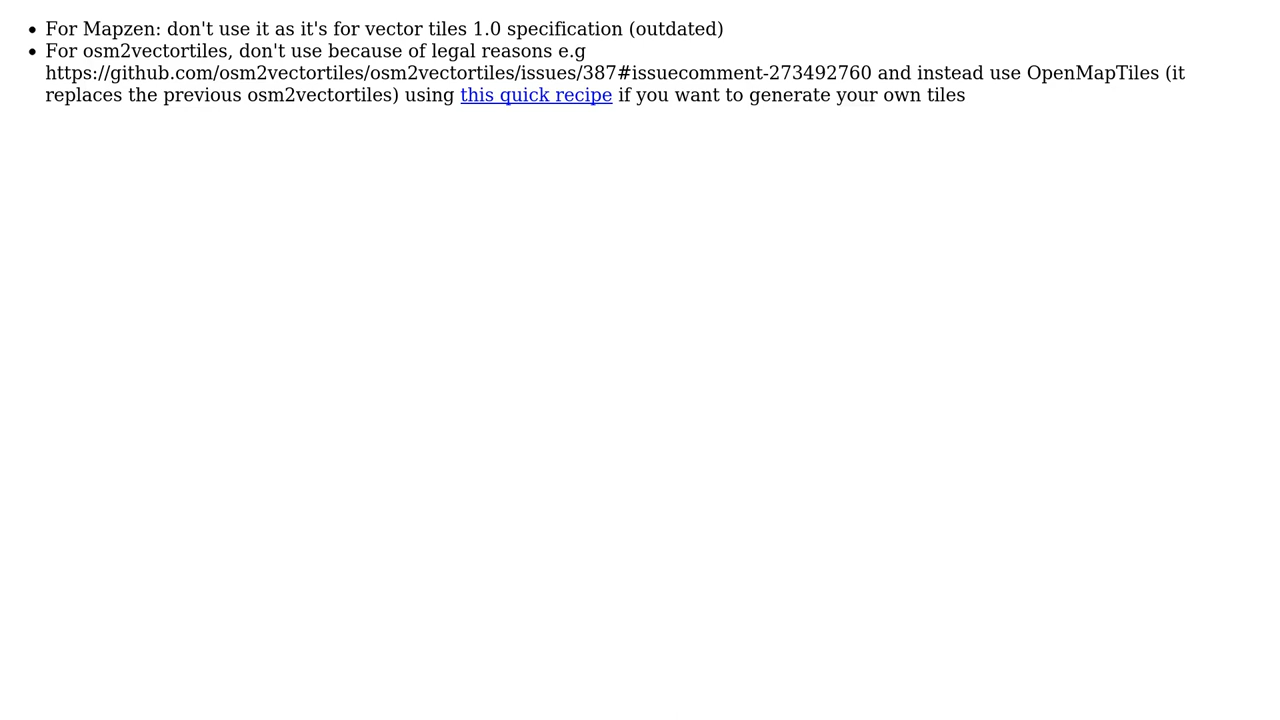 For Mapzen: don't use it as it's for vector tiles 1.0 specification (outdated)
For osm2vectortiles, don't use because of legal reasons e.g
https://github.com/osm2vectortiles/osm2vectortiles/issues/387#issuecomment-273492760 and instead use OpenMapTiles (it
replaces the previous osm2vectortiles) using this quick recipe if you want to generate your own tiles